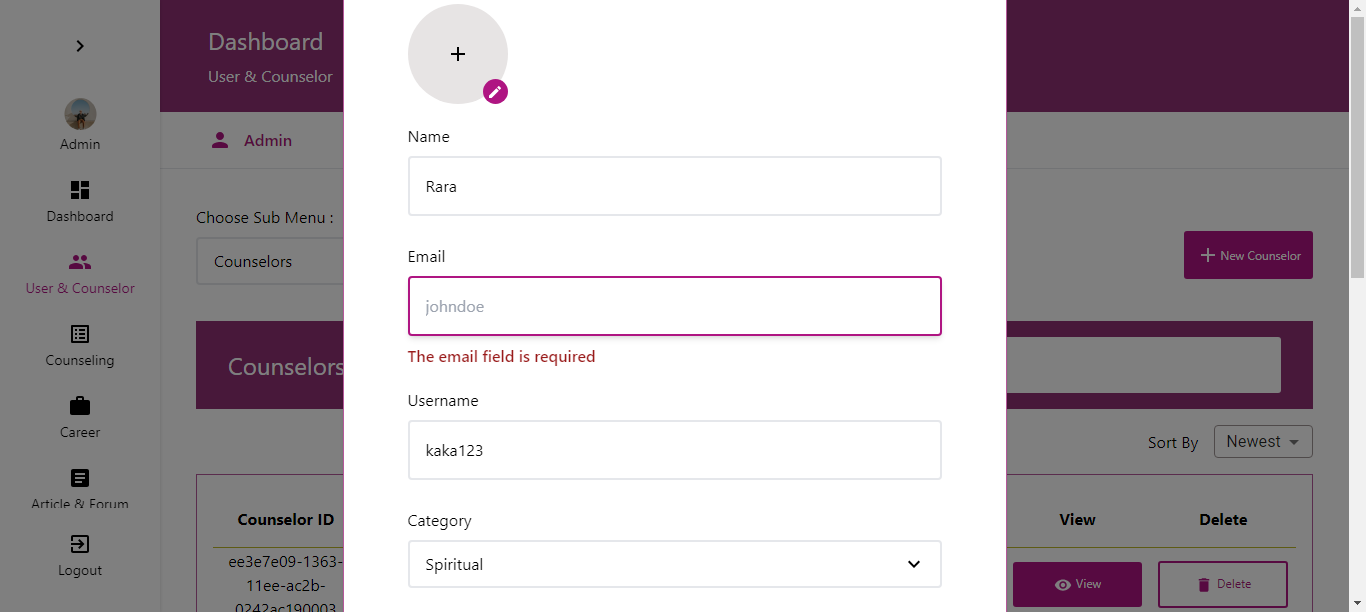 Admin
Dashboard
User & Counselor
Counseling
Career
Article & Forum
Logout
Dashboard
User & Counselor
Admin
Choose Sub Menu :
Counselors
New Counselor
Counselors
Sort By
Newest
Counselor ID
View
Delete
ee3e7e09-1363-
11ee-ac2b-
0242ac190003
View
Delete
Name
Rara
Email
johndoe
The email field is required
Username
kaka123
Category
Spiritual